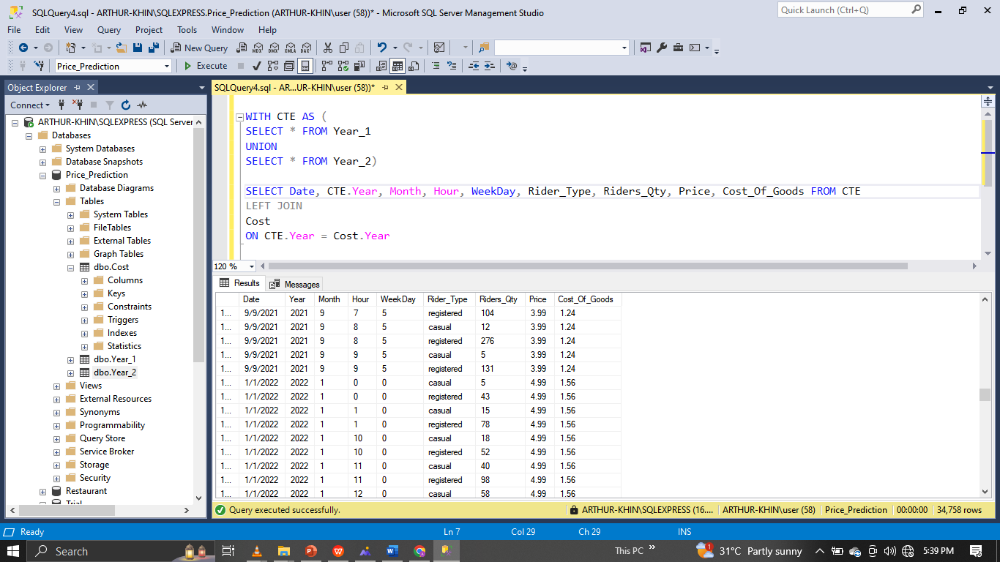 SQLQuery4.sql - ARTHUR-KHIN\SQLEXPRESS.Price_Prediction (ARTHUR-KHIN\user (58))* - Microsoft SQL Server Management Studio
Quick Launch (Ctrl+Q)
File Edit View Query Project Tools Window Help
New Query MDX DMX XMLA DAX
Price_Prediction Execute
Object Explorer
Connect
ARTHUR-KHIN\SQLEXPRESS (SQL Server
Databases
System Databases
Database Snapshots
Price_Prediction
Database Diagrams
Tables
System Tables
FileTables
External Tables
Graph Tables
dbo.Cost
Columns
Keys
Constraints
Triggers
Indexes
Statistics
dbo.Year_1
dbo.Year_2
Views
External Resources
Synonyms
Programmability
Query Store
Service Broker
Storage
Security
Restaurant
Trial
SQLQuery4.sql - AR...UR-KHIN\user (58))*
WITH CTE AS (
SELECT * FROM Year_1
UNION
SELECT * FROM Year_2)
SELECT Date, CTE.Year, Month, Hour, WeekDay, Rider_Type, Riders_Qty, Price, Cost_Of_Goods FROM CTE
LEFT JOIN
Cost
ON CTE.Year = Cost.Year
120 %
Results Messages
Date Year Month Hour WeekDay Rider_Type Riders_Qty Price Cost_Of_Goods
1... 9/9/2021 2021 9 7 5 registered 104 3.99 1.24
1... 9/9/2021 2021 9 8 5 casual 12 3.99 1.24
1... 9/9/2021 2021 9 8 5 registered 276 3.99 1.24
1... 9/9/2021 2021 9 9 5 casual 5 3.99 1.24
1... 9/9/2021 2021 9 9 5 registered 131 3.99 1.24
1... 1/1/2022 2022 1 0 0 casual 5 4.99 1.56
1... 1/1/2022 2022 1 0 0 registered 43 4.99 1.56
1... 1/1/2022 2022 1 1 0 casual 15 4.99 1.56
1... 1/1/2022 2022 1 1 0 registered 78 4.99 1.56
1... 1/1/2022 2022 1 10 0 casual 18 4.99 1.56
1... 1/1/2022 2022 1 10 0 registered 52 4.99 1.56
1... 1/1/2022 2022 1 11 0 casual 40 4.99 1.56
1... 1/1/2022 2022 1 11 0 registered 98 4.99 1.56
1... 1/1/2022 2022 1 12 0 casual 58 4.99 1.56
Query executed successfully. ARTHUR-KHIN\SQLEXPRESS (16.... ARTHUR-KHIN\user (58) Price_Prediction 00:00:00 34,758 rows
Ready Ln 7 Col 29 Ch 29 INS
Search This PC 1 31°C Partly sunny 5:39 PM